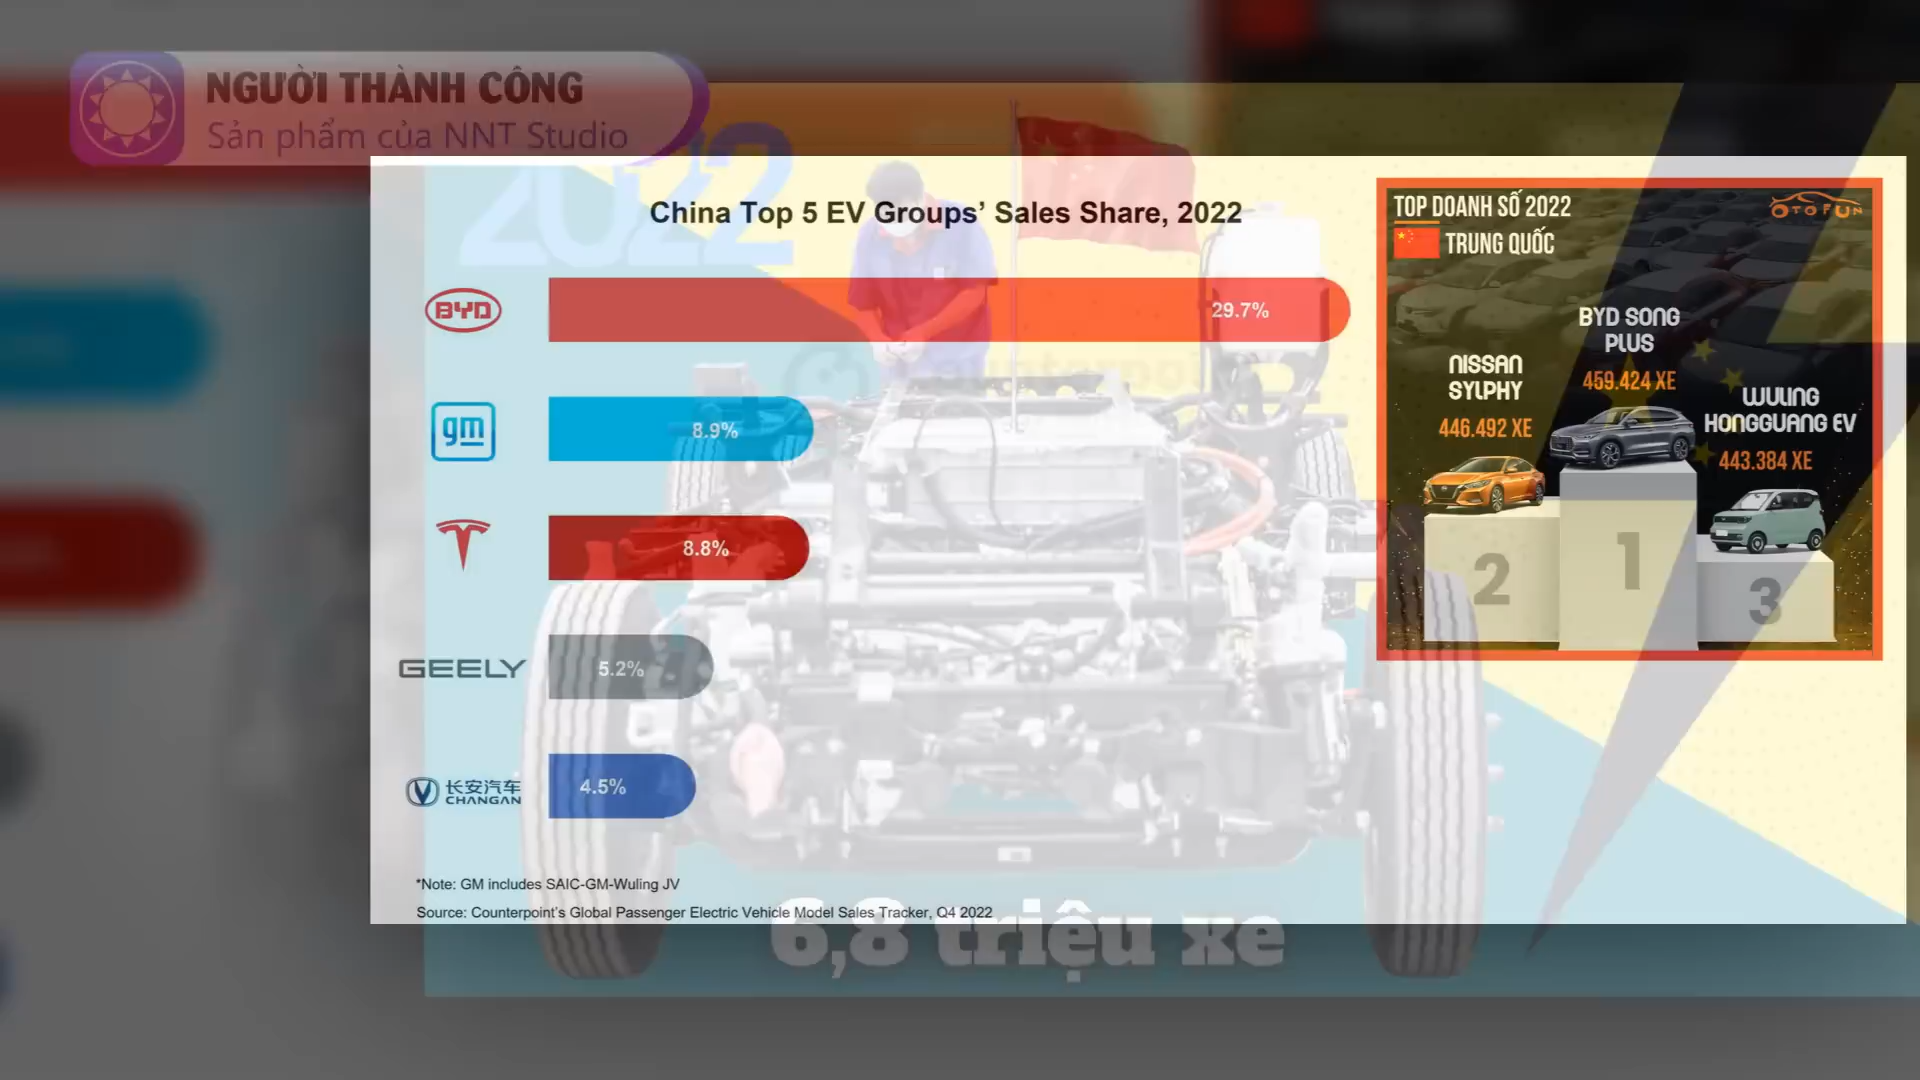 NGƯỜI THÀNH CÔNG
Sản phẩm của NNT Studio
2022
China Top 5 EV Groups’ Sales Share, 2022
BYD
29.7%
gm
8.9%
8.8%
GEELY
5.2%
长安汽车
CHANGAN
4.5%
*Note: GM includes SAIC-GM-Wuling JV
Source: Counterpoint’s Global Passenger Electric Vehicle Model Sales Tracker, Q4 2022
Counterpoint
TOP DOANH SỐ 2022
TRUNG QUỐC
OTOFUN
BYD SONG
PLUS
459.424 XE
NISSAN
SYLPHY
446.492 XE
WULING
HONGGUANG EV
443.384 XE
2
1
3
6,8 triệu xe